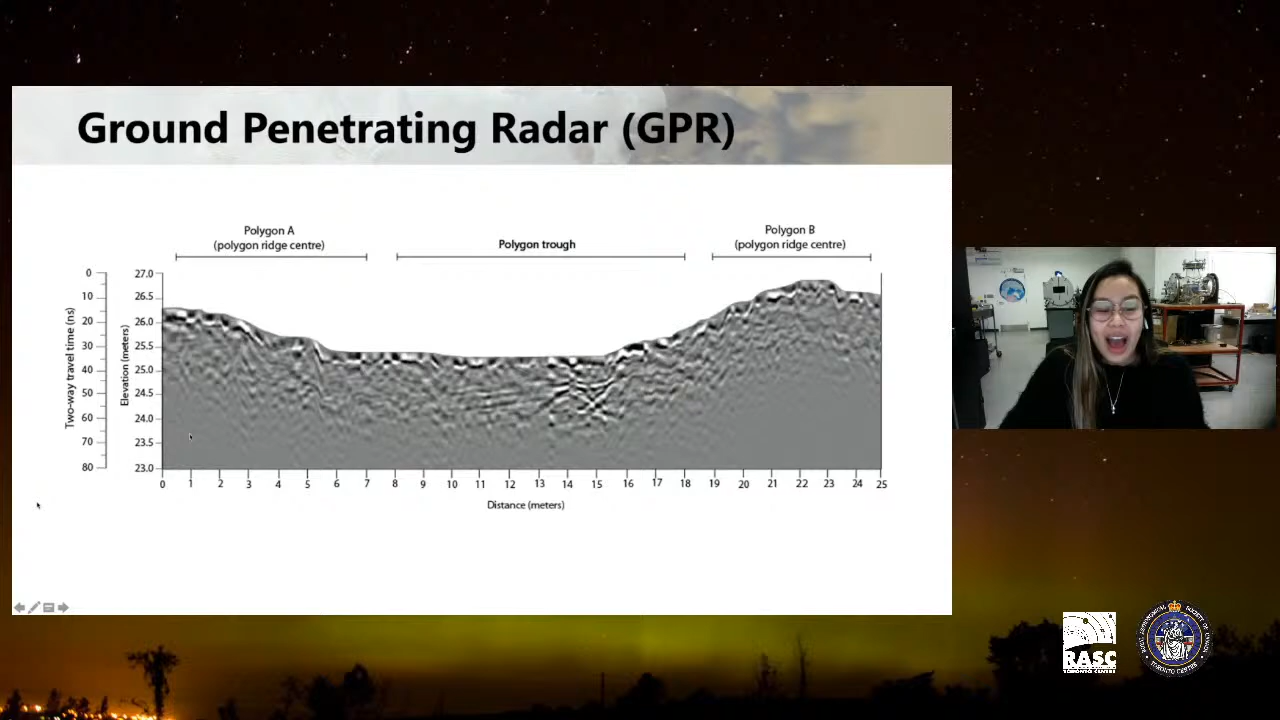 Ground Penetrating Radar (GPR)
Polygon A
(polygon ridge centre)
Polygon trough
Polygon B
(polygon ridge centre)
Two-way travel time (ns)
0
10
20
30
40
50
60
70
80
Elevation (meters)
27.0
26.5
26.0
25.5
25.0
24.5
24.0
23.5
23.0
0 1 2 3 4 5 6 7 8 9 10 11 12 13 14 15 16 17 18 19 20 21 22 23 24 25
Distance (meters)
RASC
TORONTO CENTRE
TORONTO CENTRE